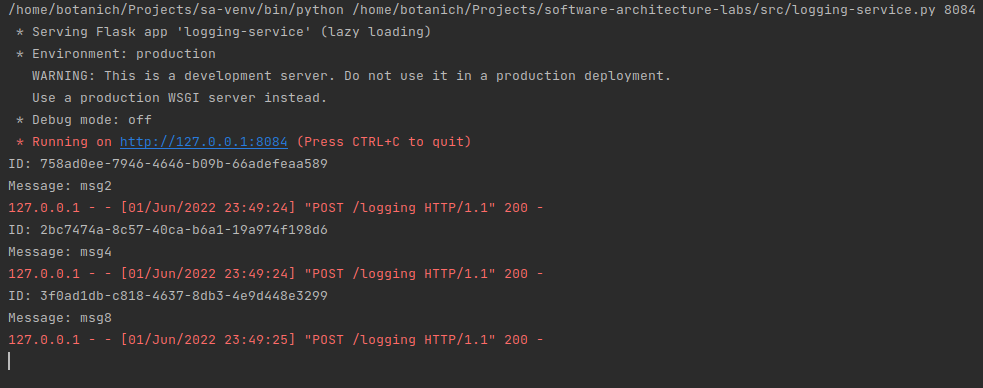 /home/botanich/Projects/sa-venv/bin/python /home/botanich/Projects/software-architecture-labs/src/logging-service.py 8084
 * Serving Flask app 'logging-service' (lazy loading)
 * Environment: production
   WARNING: This is a development server. Do not use it in a production deployment.
   Use a production WSGI server instead.
 * Debug mode: off
 * Running on http://127.0.0.1:8084 (Press CTRL+C to quit)
ID: 758ad0ee-7946-4646-b09b-66adefeaa589
Message: msg2
127.0.0.1 - - [01/Jun/2022 23:49:24] "POST /logging HTTP/1.1" 200 -
ID: 2bc7474a-8c57-40ca-b6a1-19a974f198d6
Message: msg4
127.0.0.1 - - [01/Jun/2022 23:49:24] "POST /logging HTTP/1.1" 200 -
ID: 3f0ad1db-c818-4637-8db3-4e9d448e3299
Message: msg8
127.0.0.1 - - [01/Jun/2022 23:49:25] "POST /logging HTTP/1.1" 200 -